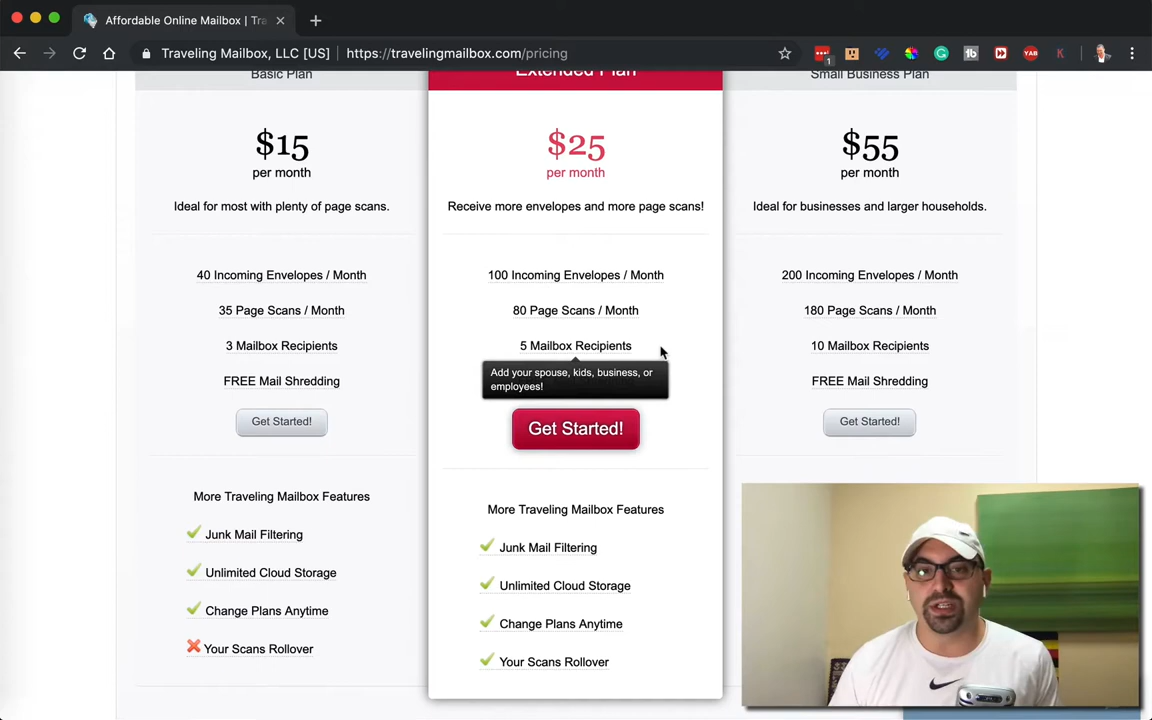 Affordable Online Mailbox | Tra
Traveling Mailbox, LLC [US]
https://travelingmailbox.com/pricing
1
tb
YAB
K
Basic Plan
$15
per month
Ideal for most with plenty of page scans.
40 Incoming Envelopes / Month
35 Page Scans / Month
3 Mailbox Recipients
FREE Mail Shredding
Get Started!
More Traveling Mailbox Features
Junk Mail Filtering
Unlimited Cloud Storage
Change Plans Anytime
Your Scans Rollover
Extended Plan
$25
per month
Receive more envelopes and more page scans!
100 Incoming Envelopes / Month
80 Page Scans / Month
5 Mailbox Recipients
Add your spouse, kids, business, or
employees!
Get Started!
More Traveling Mailbox Features
Junk Mail Filtering
Unlimited Cloud Storage
Change Plans Anytime
Your Scans Rollover
Small Business Plan
$55
per month
Ideal for businesses and larger households.
200 Incoming Envelopes / Month
180 Page Scans / Month
10 Mailbox Recipients
FREE Mail Shredding
Get Started!